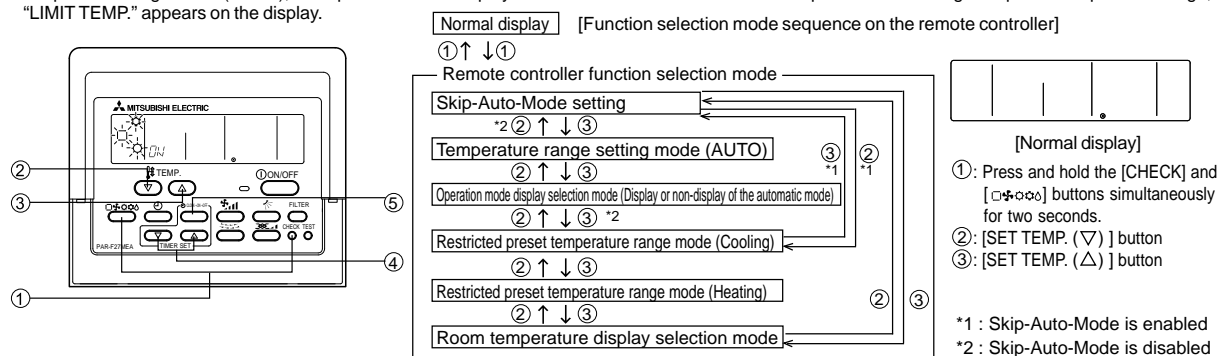 “LIMIT TEMP.” appears on the display.
Normal display [Function selection mode sequence on the remote controller]
①↑ ↓①
Remote controller function selection mode
Skip-Auto-Mode setting
*2 ② ↑ ↓ ③
Temperature range setting mode (AUTO)
② ↑ ↓ ③
Operation mode display selection mode (Display or non-display of the automatic mode)
② ↑ ↓ ③ *2
Restricted preset temperature range mode (Cooling)
② ↑ ↓ ③
Restricted preset temperature range mode (Heating)
② ↑ ↓ ③
Room temperature display selection mode
③ ②
*1 *1
② ③
MITSUBISHI ELECTRIC
ON
TEMP.
ON/OFF
FILTER
CHECK TEST
PAR-F27MEA
TIMER SET
②
③
①
⑤
④
[Normal display]
①: Press and hold the [CHECK] and
[ ] buttons simultaneously
for two seconds.
②: [SET TEMP. (▽) ] button
③: [SET TEMP. (△) ] button
*1 : Skip-Auto-Mode is enabled
*2 : Skip-Auto-Mode is disabled